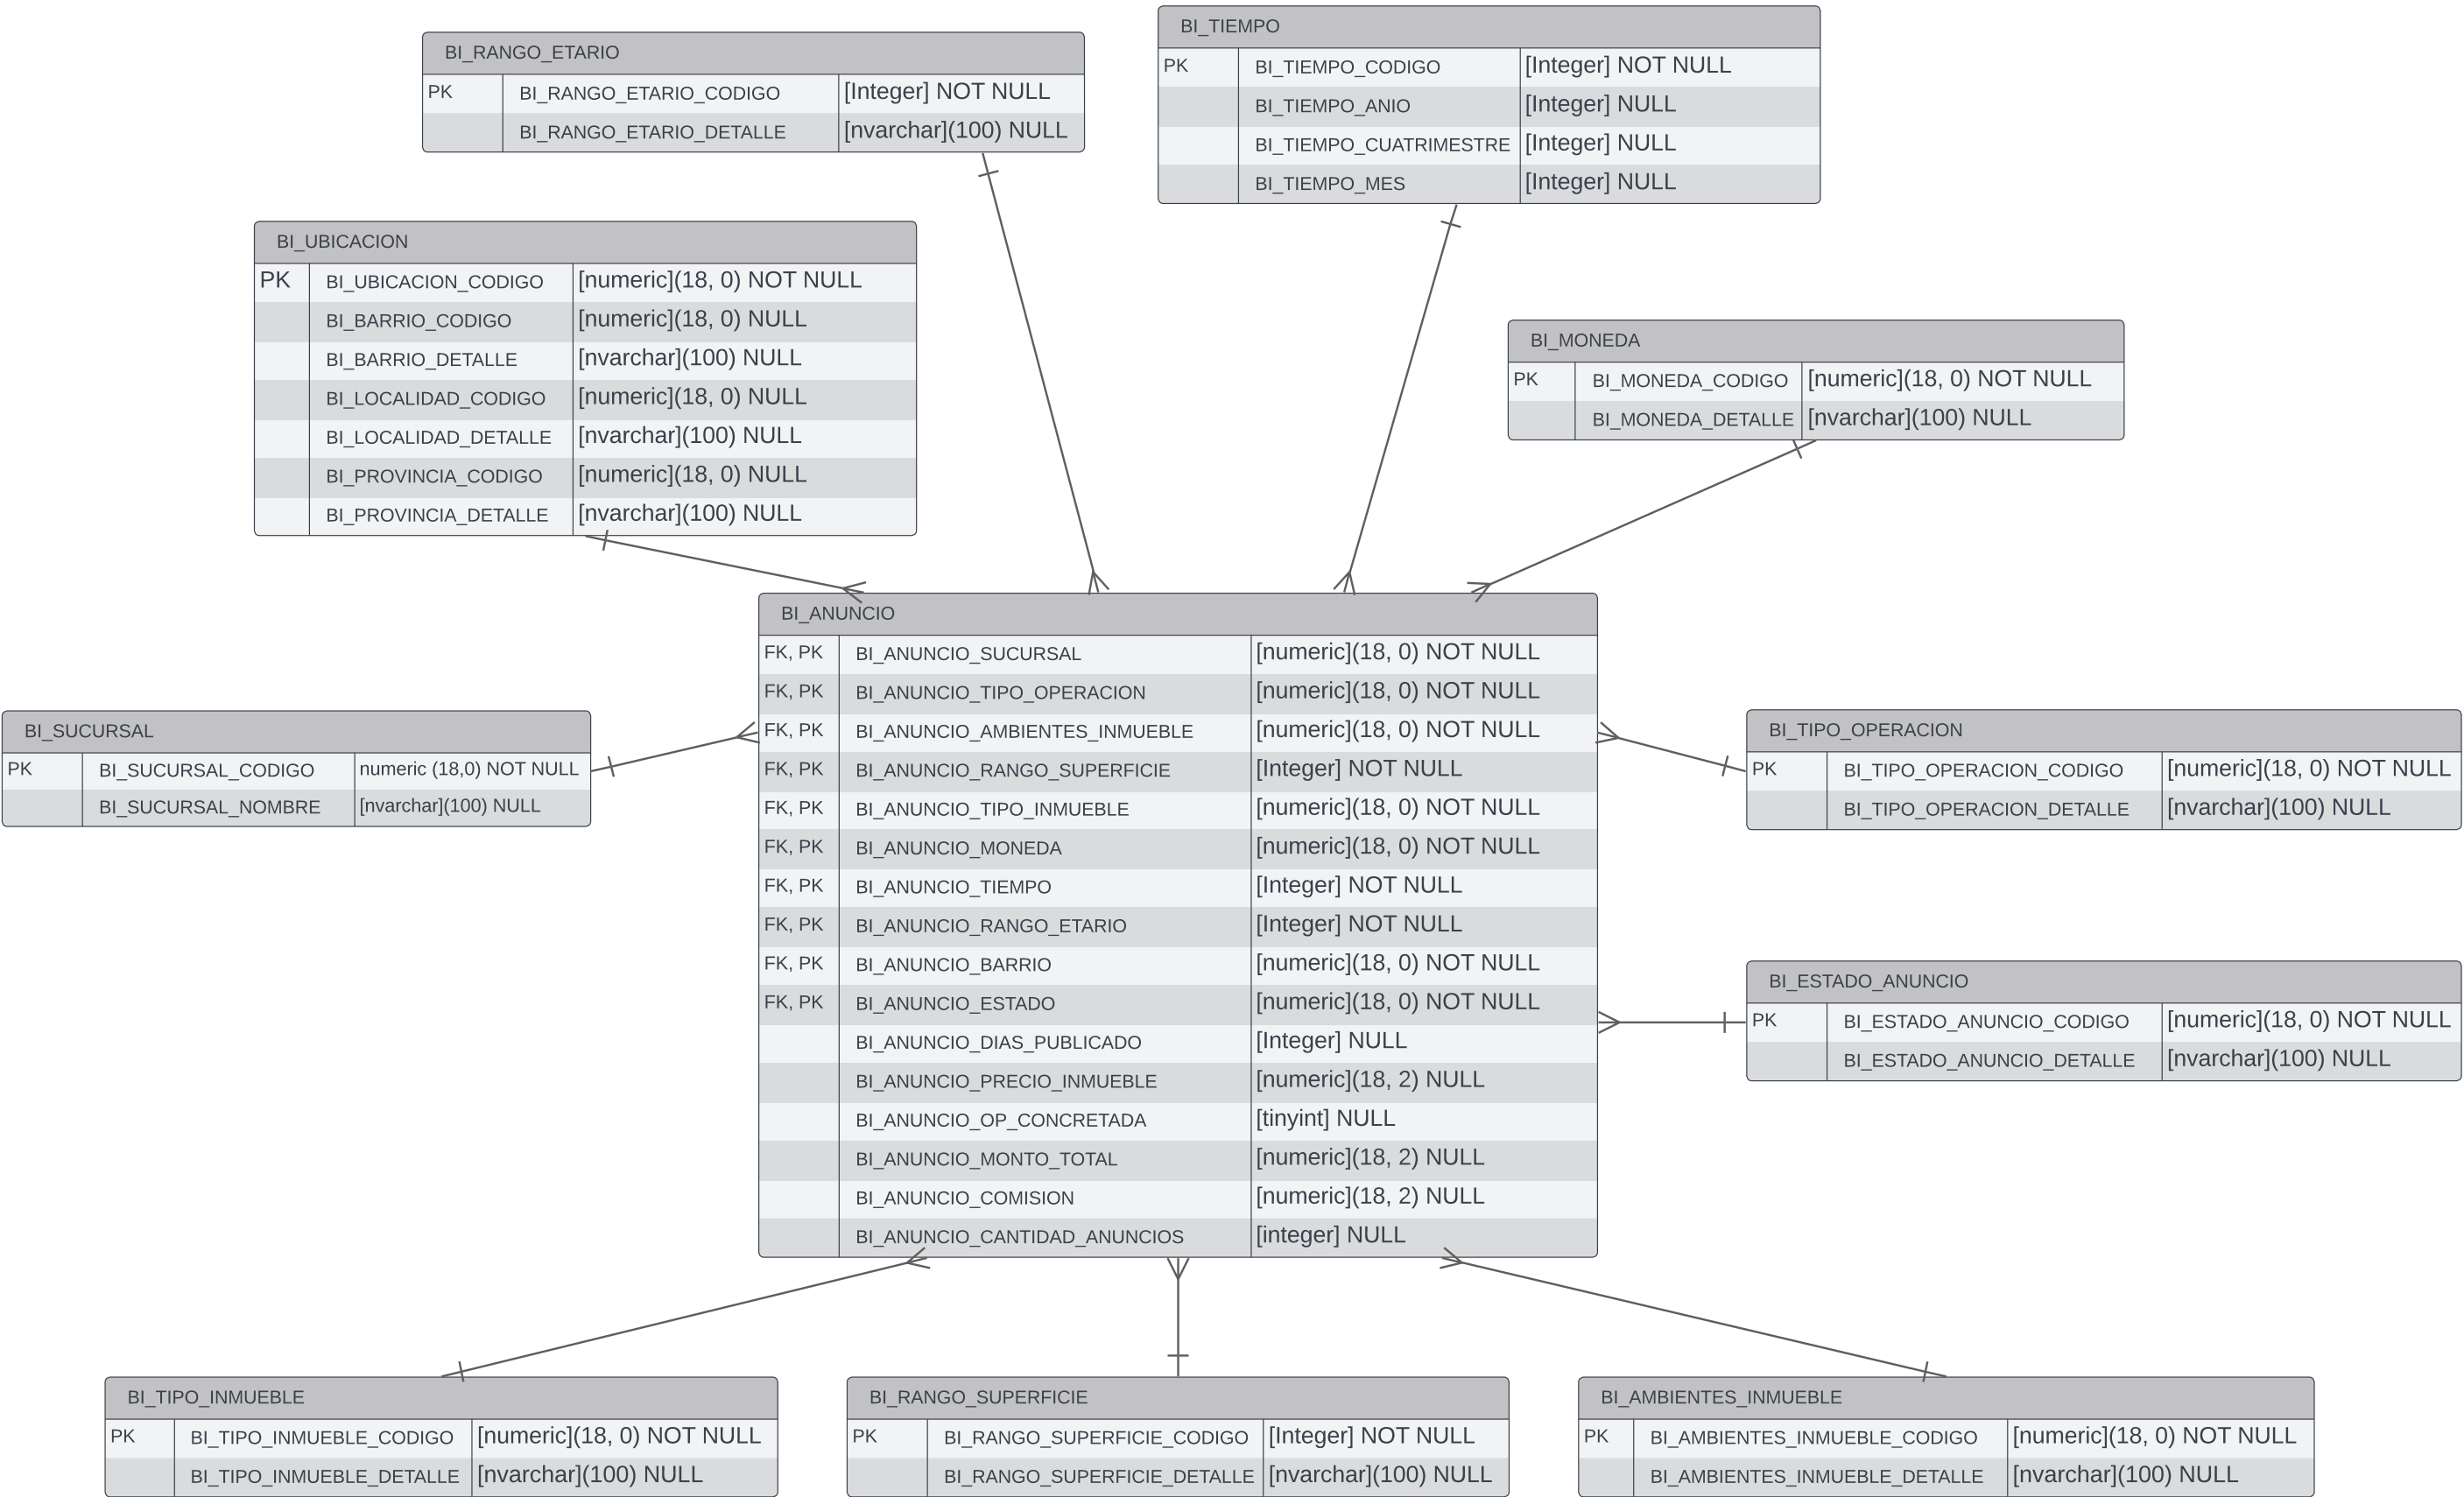 BI_RANGO_ETARIO
PK BI_RANGO_ETARIO_CODIGO [Integer] NOT NULL
BI_RANGO_ETARIO_DETALLE [nvarchar](100) NULL
BI_TIEMPO
PK BI_TIEMPO_CODIGO [Integer] NOT NULL
BI_TIEMPO_ANIO [Integer] NULL
BI_TIEMPO_CUATRIMESTRE [Integer] NULL
BI_TIEMPO_MES [Integer] NULL
BI_UBICACION
PK BI_UBICACION_CODIGO [numeric](18, 0) NOT NULL
BI_BARRIO_CODIGO [numeric](18, 0) NULL
BI_BARRIO_DETALLE [nvarchar](100) NULL
BI_LOCALIDAD_CODIGO [numeric](18, 0) NULL
BI_LOCALIDAD_DETALLE [nvarchar](100) NULL
BI_PROVINCIA_CODIGO [numeric](18, 0) NULL
BI_PROVINCIA_DETALLE [nvarchar](100) NULL
BI_MONEDA
PK BI_MONEDA_CODIGO [numeric](18, 0) NOT NULL
BI_MONEDA_DETALLE [nvarchar](100) NULL
BI_ANUNCIO
FK, PK BI_ANUNCIO_SUCURSAL [numeric](18, 0) NOT NULL
FK, PK BI_ANUNCIO_TIPO_OPERACION [numeric](18, 0) NOT NULL
FK, PK BI_ANUNCIO_AMBIENTES_INMUEBLE [numeric](18, 0) NOT NULL
FK, PK BI_ANUNCIO_RANGO_SUPERFICIE [Integer] NOT NULL
FK, PK BI_ANUNCIO_TIPO_INMUEBLE [numeric](18, 0) NOT NULL
FK, PK BI_ANUNCIO_MONEDA [numeric](18, 0) NOT NULL
FK, PK BI_ANUNCIO_TIEMPO [Integer] NOT NULL
FK, PK BI_ANUNCIO_RANGO_ETARIO [Integer] NOT NULL
FK, PK BI_ANUNCIO_BARRIO [numeric](18, 0) NOT NULL
FK, PK BI_ANUNCIO_ESTADO [numeric](18, 0) NOT NULL
BI_ANUNCIO_DIAS_PUBLICADO [Integer] NULL
BI_ANUNCIO_PRECIO_INMUEBLE [numeric](18, 2) NULL
BI_ANUNCIO_OP_CONCRETADA [tinyint] NULL
BI_ANUNCIO_MONTO_TOTAL [numeric](18, 2) NULL
BI_ANUNCIO_COMISION [numeric](18, 2) NULL
BI_ANUNCIO_CANTIDAD_ANUNCIOS [integer] NULL
BI_SUCURSAL
PK BI_SUCURSAL_CODIGO numeric (18,0) NOT NULL
BI_SUCURSAL_NOMBRE [nvarchar](100) NULL
BI_TIPO_OPERACION
PK BI_TIPO_OPERACION_CODIGO [numeric](18, 0) NOT NULL
BI_TIPO_OPERACION_DETALLE [nvarchar](100) NULL
BI_ESTADO_ANUNCIO
PK BI_ESTADO_ANUNCIO_CODIGO [numeric](18, 0) NOT NULL
BI_ESTADO_ANUNCIO_DETALLE [nvarchar](100) NULL
BI_TIPO_INMUEBLE
PK BI_TIPO_INMUEBLE_CODIGO [numeric](18, 0) NOT NULL
BI_TIPO_INMUEBLE_DETALLE [nvarchar](100) NULL
BI_RANGO_SUPERFICIE
PK BI_RANGO_SUPERFICIE_CODIGO [Integer] NOT NULL
BI_RANGO_SUPERFICIE_DETALLE [nvarchar](100) NULL
BI_AMBIENTES_INMUEBLE
PK BI_AMBIENTES_INMUEBLE_CODIGO [numeric](18, 0) NOT NULL
BI_AMBIENTES_INMUEBLE_DETALLE [nvarchar](100) NULL